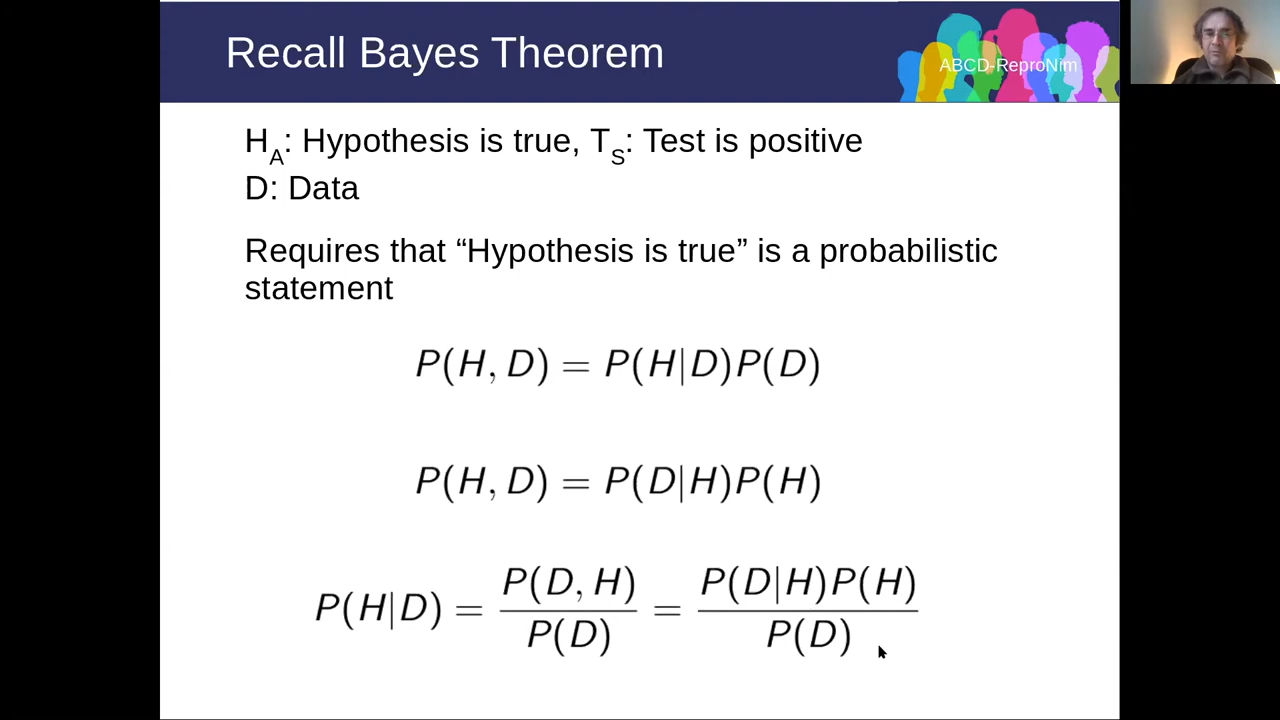 Recall Bayes Theorem
ABCD-ReproNim
H_A: Hypothesis is true, T_S: Test is positive
D: Data
Requires that “Hypothesis is true” is a probabilistic
statement
P(H, D) = P(H|D)P(D)
P(H, D) = P(D|H)P(H)
P(H|D) = P(D, H) / P(D) = P(D|H)P(H) / P(D)